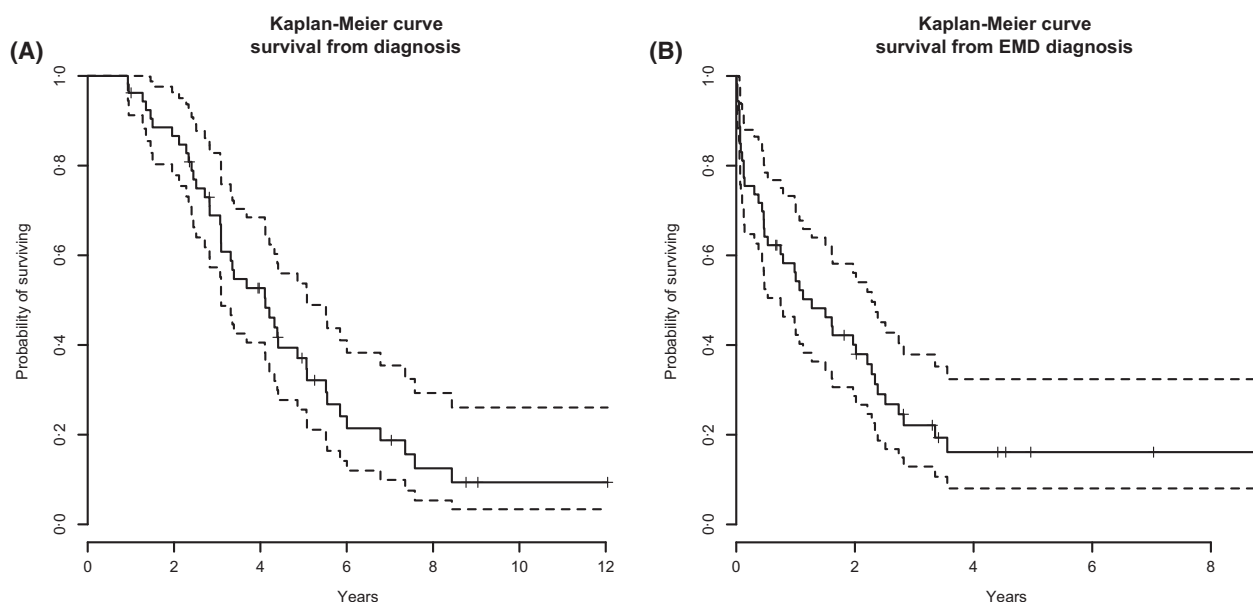 (A)
Kaplan-Meier curve
survival from diagnosis
Probability of surviving
1·0
0·8
0·6
0·4
0·2
0·0
0 2 4 6 8 10 12
Years
(B)
Kaplan-Meier curve
survival from EMD diagnosis
Probability of surviving
1·0
0·8
0·6
0·4
0·2
0·0
0 2 4 6 8
Years